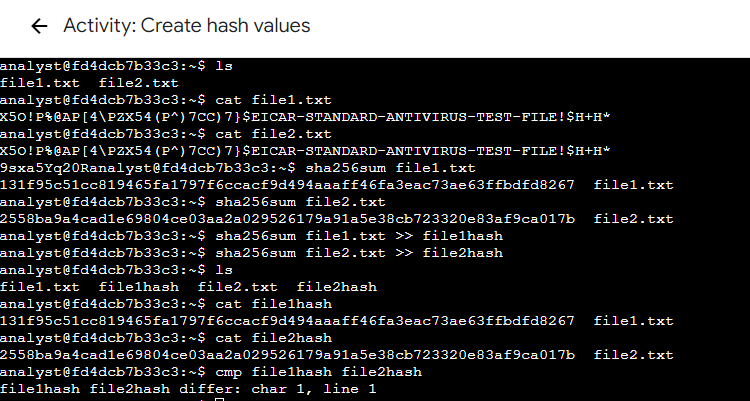 ← Activity: Create hash values
analyst@fd4dcb7b33c3:~$ ls
file1.txt  file2.txt
analyst@fd4dcb7b33c3:~$ cat file1.txt
X5O!P%@AP[4\PZX54(P^)7CC)7}$EICAR-STANDARD-ANTIVIRUS-TEST-FILE!$H+H*
analyst@fd4dcb7b33c3:~$ cat file2.txt
X5O!P%@AP[4\PZX54(P^)7CC)7}$EICAR-STANDARD-ANTIVIRUS-TEST-FILE!$H+H*
9sxa5Yq20Ranalyst@fd4dcb7b33c3:~$ sha256sum file1.txt
131f95c51cc819465fa1797f6ccacf9d494aaaff46fa3eac73ae63ffbdfd8267  file1.txt
analyst@fd4dcb7b33c3:~$ sha256sum file2.txt
2558ba9a4cad1e69804ce03aa2a029526179a91a5e38cb723320e83af9ca017b  file2.txt
analyst@fd4dcb7b33c3:~$ sha256sum file1.txt >> file1hash
analyst@fd4dcb7b33c3:~$ sha256sum file2.txt >> file2hash
analyst@fd4dcb7b33c3:~$ ls
file1.txt  file1hash  file2.txt  file2hash
analyst@fd4dcb7b33c3:~$ cat file1hash
131f95c51cc819465fa1797f6ccacf9d494aaaff46fa3eac73ae63ffbdfd8267  file1.txt
analyst@fd4dcb7b33c3:~$ cat file2hash
2558ba9a4cad1e69804ce03aa2a029526179a91a5e38cb723320e83af9ca017b  file2.txt
analyst@fd4dcb7b33c3:~$ cmp file1hash file2hash
file1hash file2hash differ: char 1, line 1